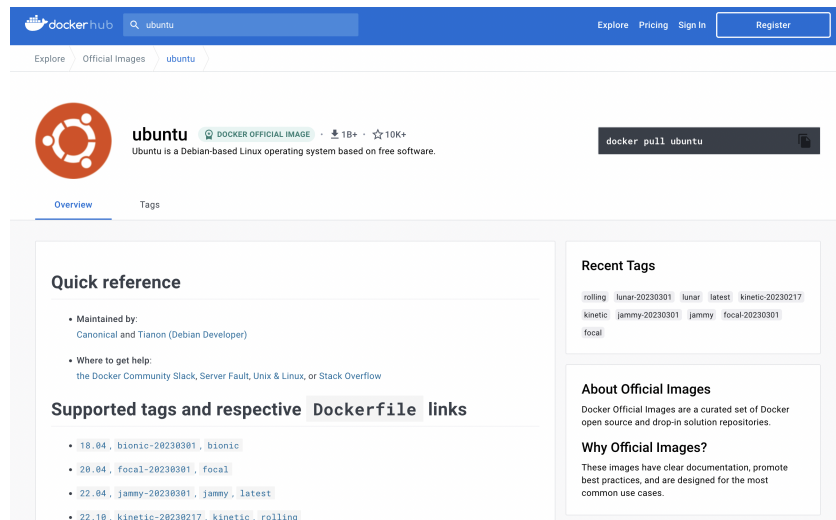 docker hub
ubuntu
Explore Pricing Sign In Register
Explore Official Images ubuntu
ubuntu DOCKER OFFICIAL IMAGE · 1B+ · 10K+
Ubuntu is a Debian-based Linux operating system based on free software.
docker pull ubuntu
Overview Tags
Quick reference
• Maintained by:
Canonical and Tianon (Debian Developer)
• Where to get help:
the Docker Community Slack, Server Fault, Unix & Linux, or Stack Overflow
Supported tags and respective Dockerfile links
• 18.04, bionic-20230301, bionic
• 20.04, focal-20230301, focal
• 22.04, jammy-20230301, jammy, latest
• 22.10, kinetic-20230217, kinetic, rolling
Recent Tags
rolling lunar-20230301 lunar latest kinetic-20230217
kinetic jammy-20230301 jammy focal-20230301
focal
About Official Images
Docker Official Images are a curated set of Docker
open source and drop-in solution repositories.
Why Official Images?
These images have clear documentation, promote
best practices, and are designed for the most
common use cases.